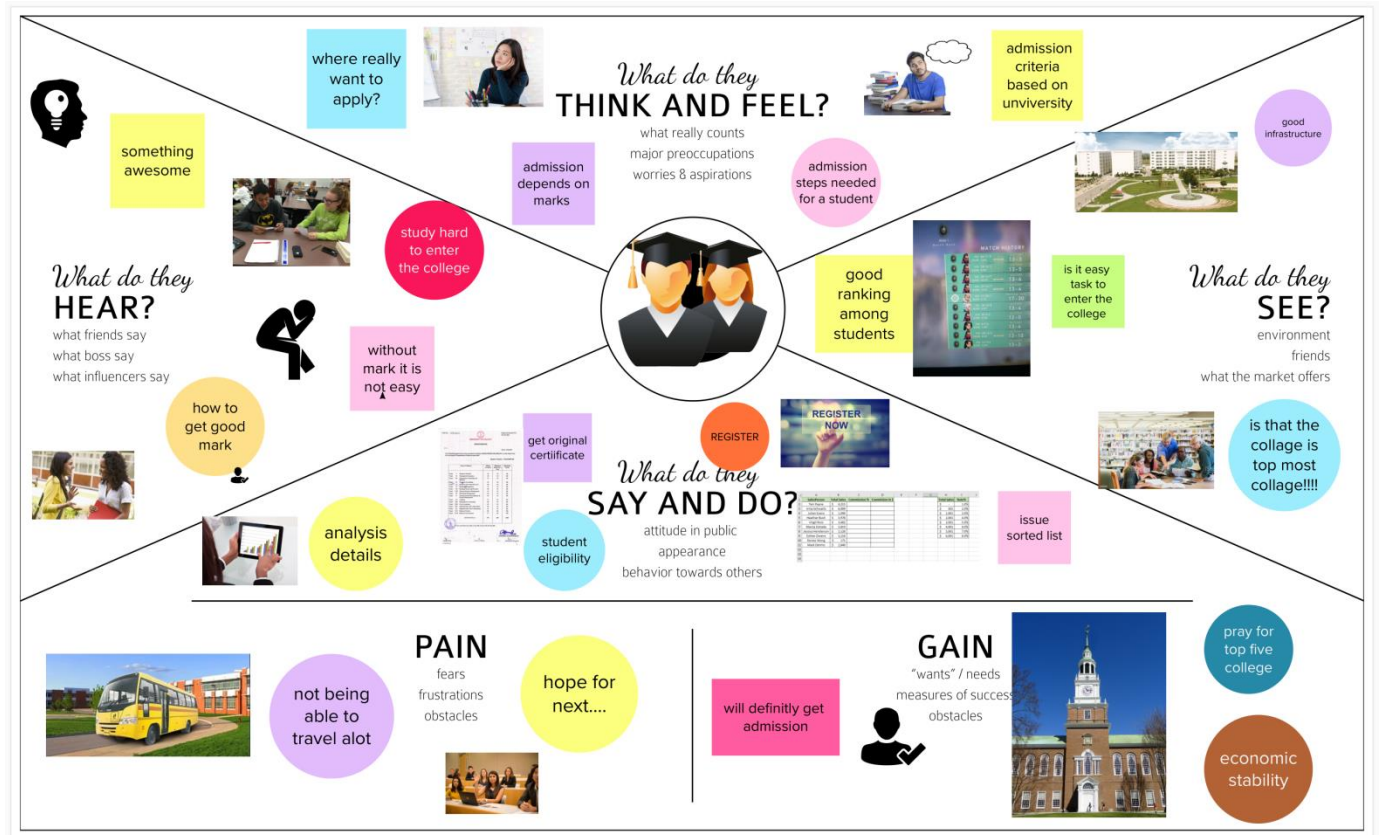 where really
want to
apply?
What do they
THINK AND FEEL?
what really counts
major preoccupations
worries & aspirations
admission
criteria
based on
unviversity
admission
depends on
marks
admission
steps needed
for a student
something
awesome
study hard
to enter
the college
What do they
HEAR?
what friends say
what boss say
what influencers say
without
mark it is
not easy
how to
get good
mark
good
infrastructure
MATCH HISTORY
good
ranking
among
students
is it easy
task to
enter the
college
What do they
SEE?
environment
friends
what the market offers
is that the
collage is
top most
collage!!!!
get original
certiificate
REGISTER
REGISTER
NOW
What do they
SAY AND DO?
attitude in public
appearance
behavior towards others
analysis
details
student
eligibility
issue
sorted list
PAIN
fears
frustrations
obstacles
not being
able to
travel alot
hope for
next....
GAIN
"wants" / needs
measures of success
obstacles
will definitly get
admission
pray for
top five
college
economic
stability